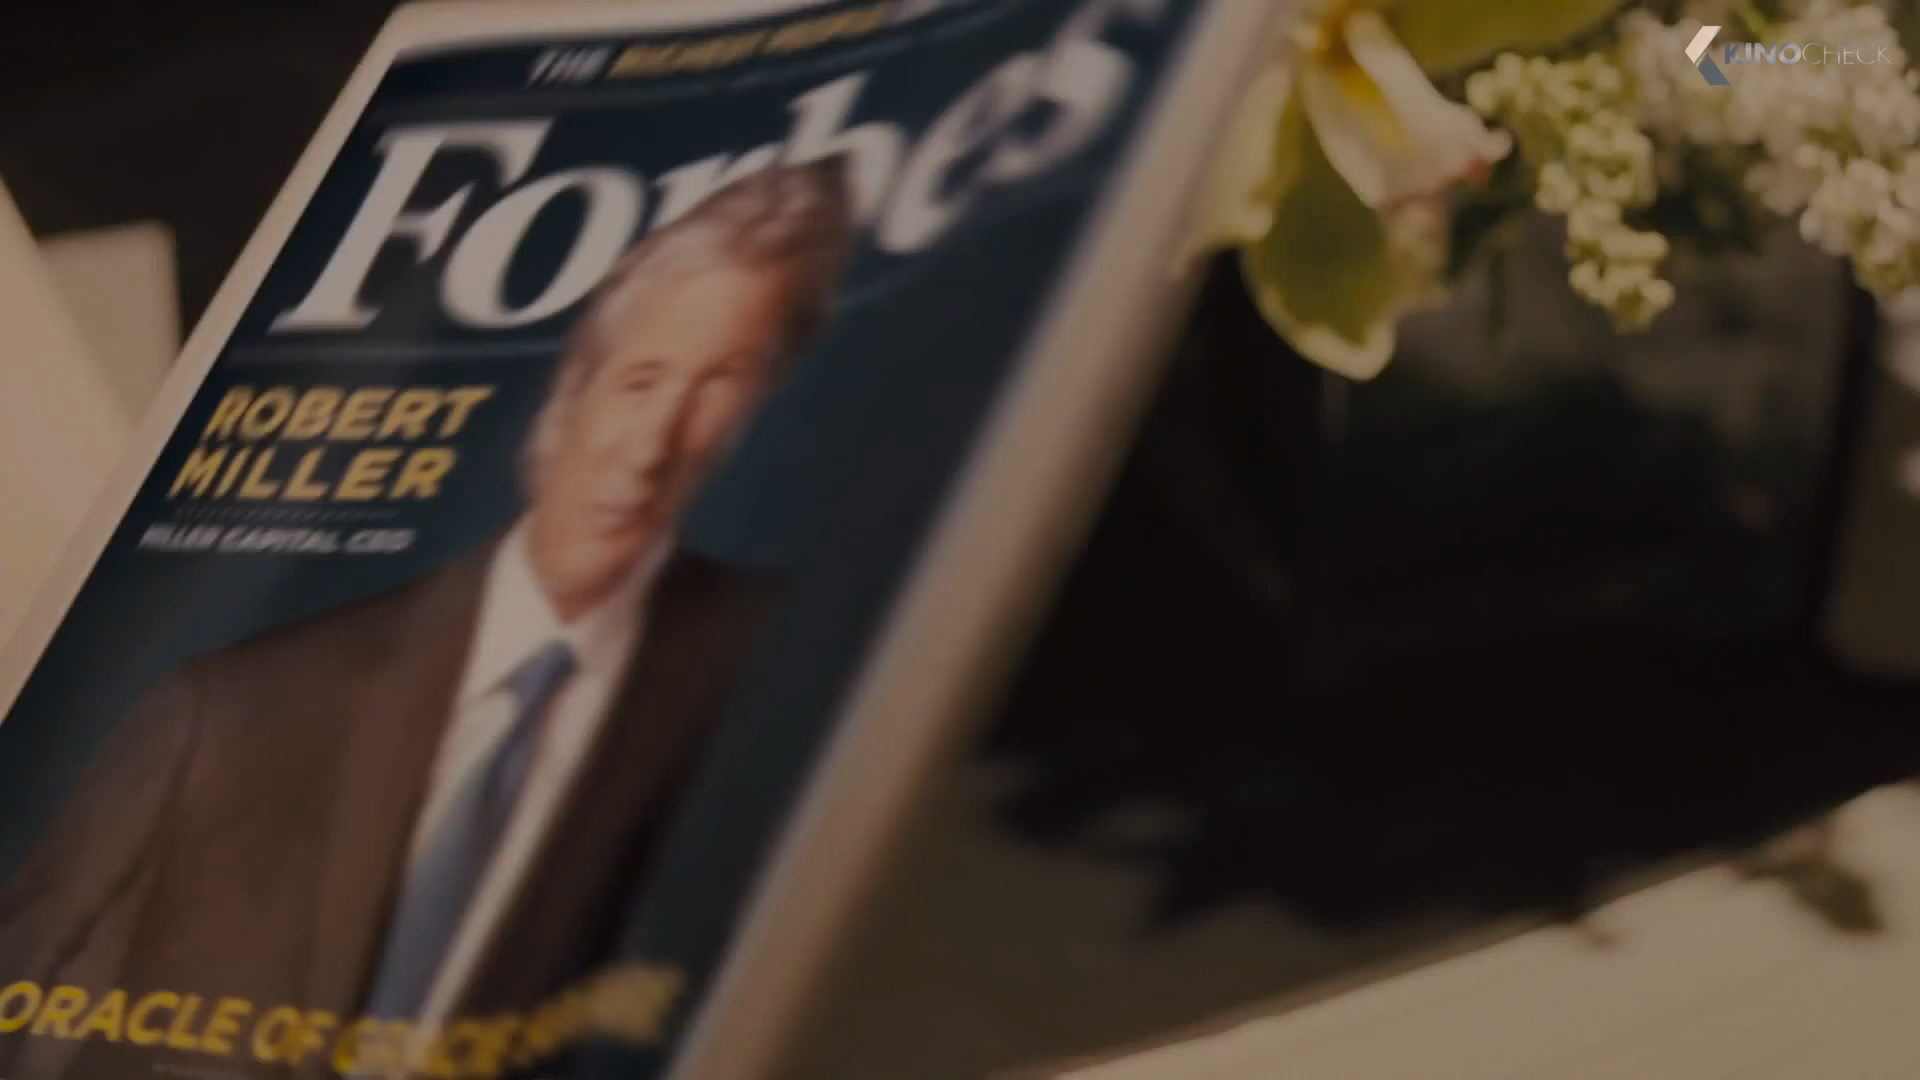 KINOCHECK
THE
Forbes
ROBERT
MILLER
MILLER CAPITAL CEO
ORACLE OF